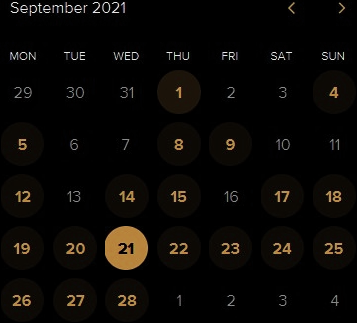 September 2021
MON TUE WED THU FRI SAT SUN
29 30 31 1 2 3 4
5 6 7 8 9 10 11
12 13 14 15 16 17 18
19 20 21 22 23 24 25
26 27 28 1 2 3 4